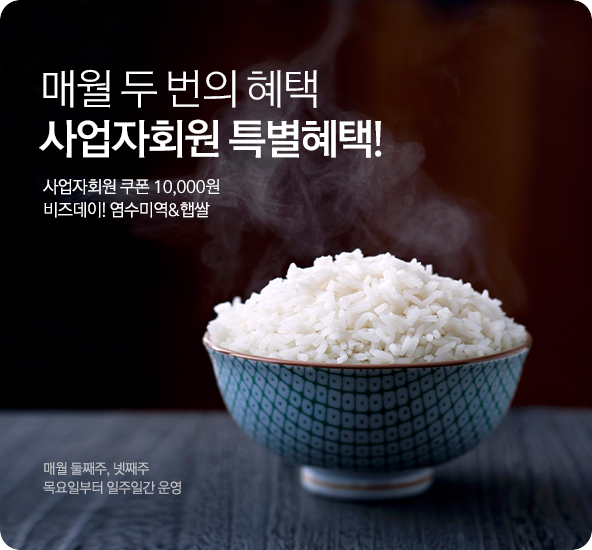 매월 두 번의 혜택
사업자회원 특별혜택!
사업자회원 쿠폰 10,000원
비즈데이! 염수미역&햅쌀
매월 둘째주, 넷째주
목요일부터 일주일간 운영